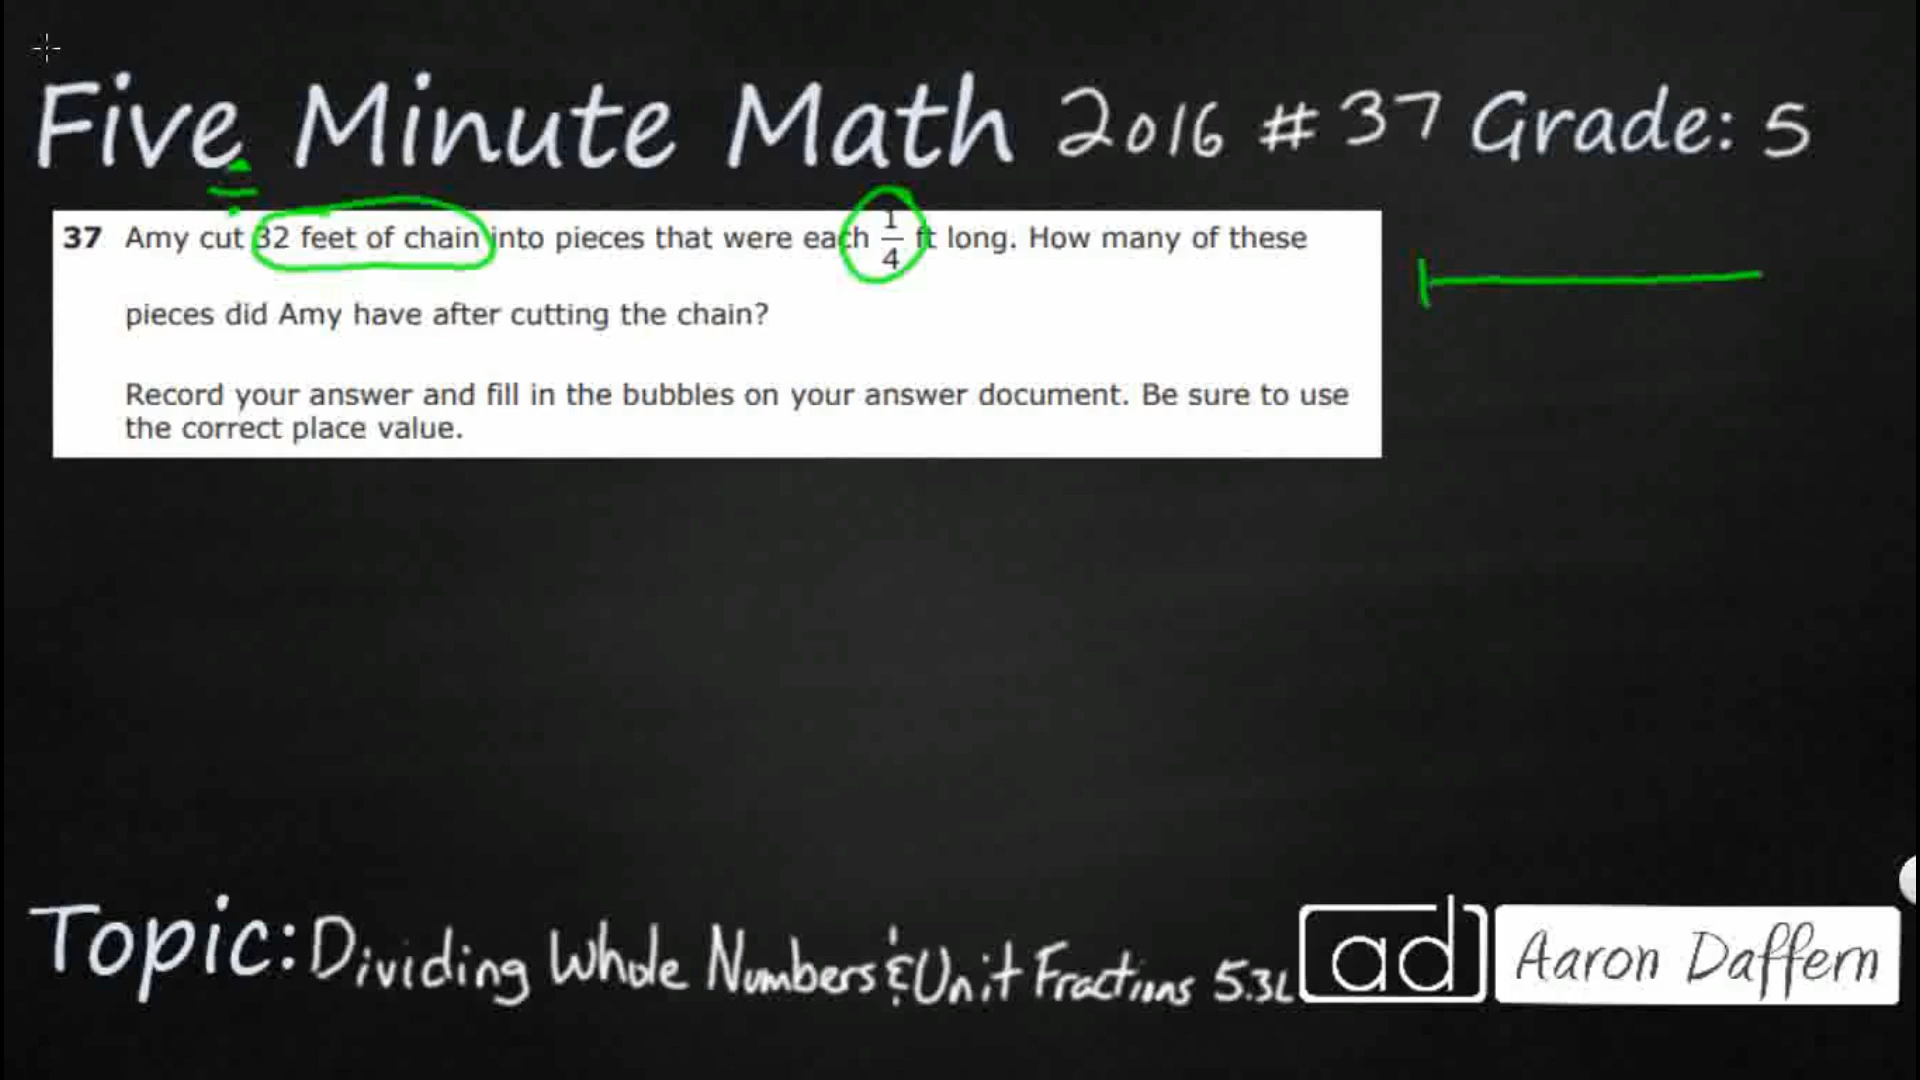 Five Minute Math 2016 # 37 Grade: 5
37 Amy cut 32 feet of chain into pieces that were each 1/4 ft long. How many of these
pieces did Amy have after cutting the chain?
Record your answer and fill in the bubbles on your answer document. Be sure to use
the correct place value.
Topic: Dividing Whole Numbers & Unit Fractions 5.3L ad Aaron Daffern